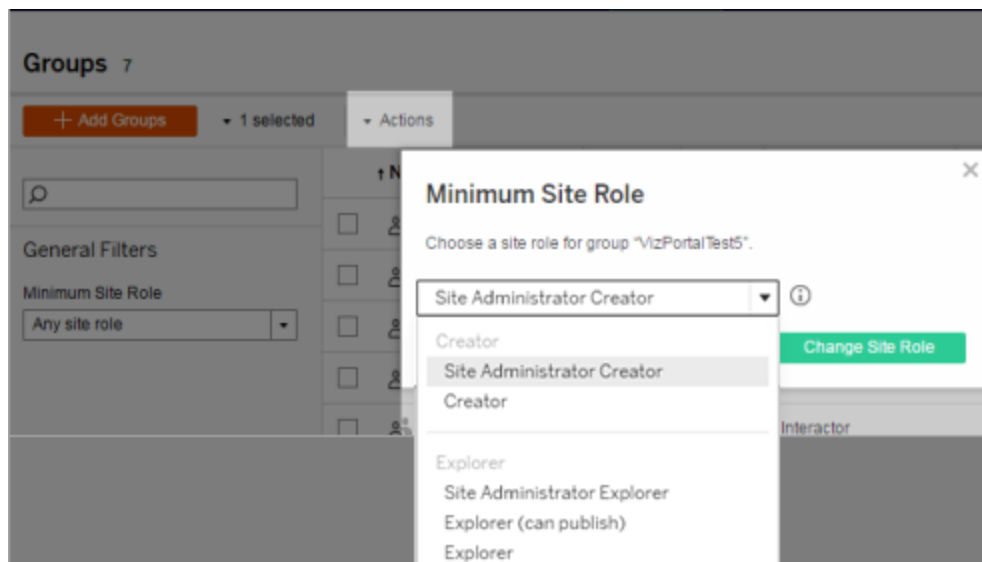 Groups 7
+ Add Groups
1 selected
Actions
↑ N
General Filters
Minimum Site Role
Any site role
Minimum Site Role
Choose a site role for group "VizPortalTest5".
Site Administrator Creator
Change Site Role
Creator
Site Administrator Creator
Creator
Interactor
Explorer
Site Administrator Explorer
Explorer (can publish)
Explorer